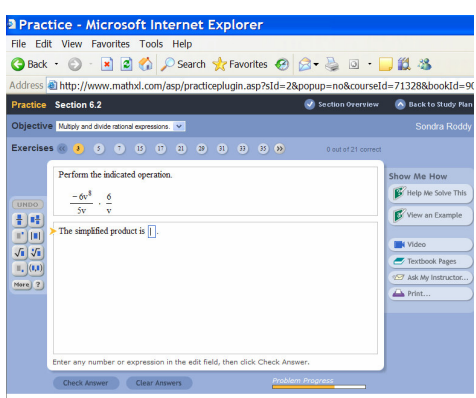 Practice - Microsoft Internet Explorer
File Edit View Favorites Tools Help
Back Search Favorites
Address http://www.mathxl.com/asp/practiceplugin.asp?sId=2&popup=no&courseId=71328&bookId=90
Practice Section 6.2 Section Overview Back to Study Plan
Objective Multiply and divide rational expressions. Sondra Roddy
Exercises 3 5 7 15 17 21 29 31 33 35 0 out of 21 correct
Perform the indicated operation.
-6v^8/5v · 6/v
The simplified product is .
Enter any number or expression in the edit field, then click Check Answer.
Check Answer Clear Answers Problem Progress
UNDO
More ?
Show Me How
Help Me Solve This
View an Example
Video
Textbook Pages
Ask My Instructor...
Print...